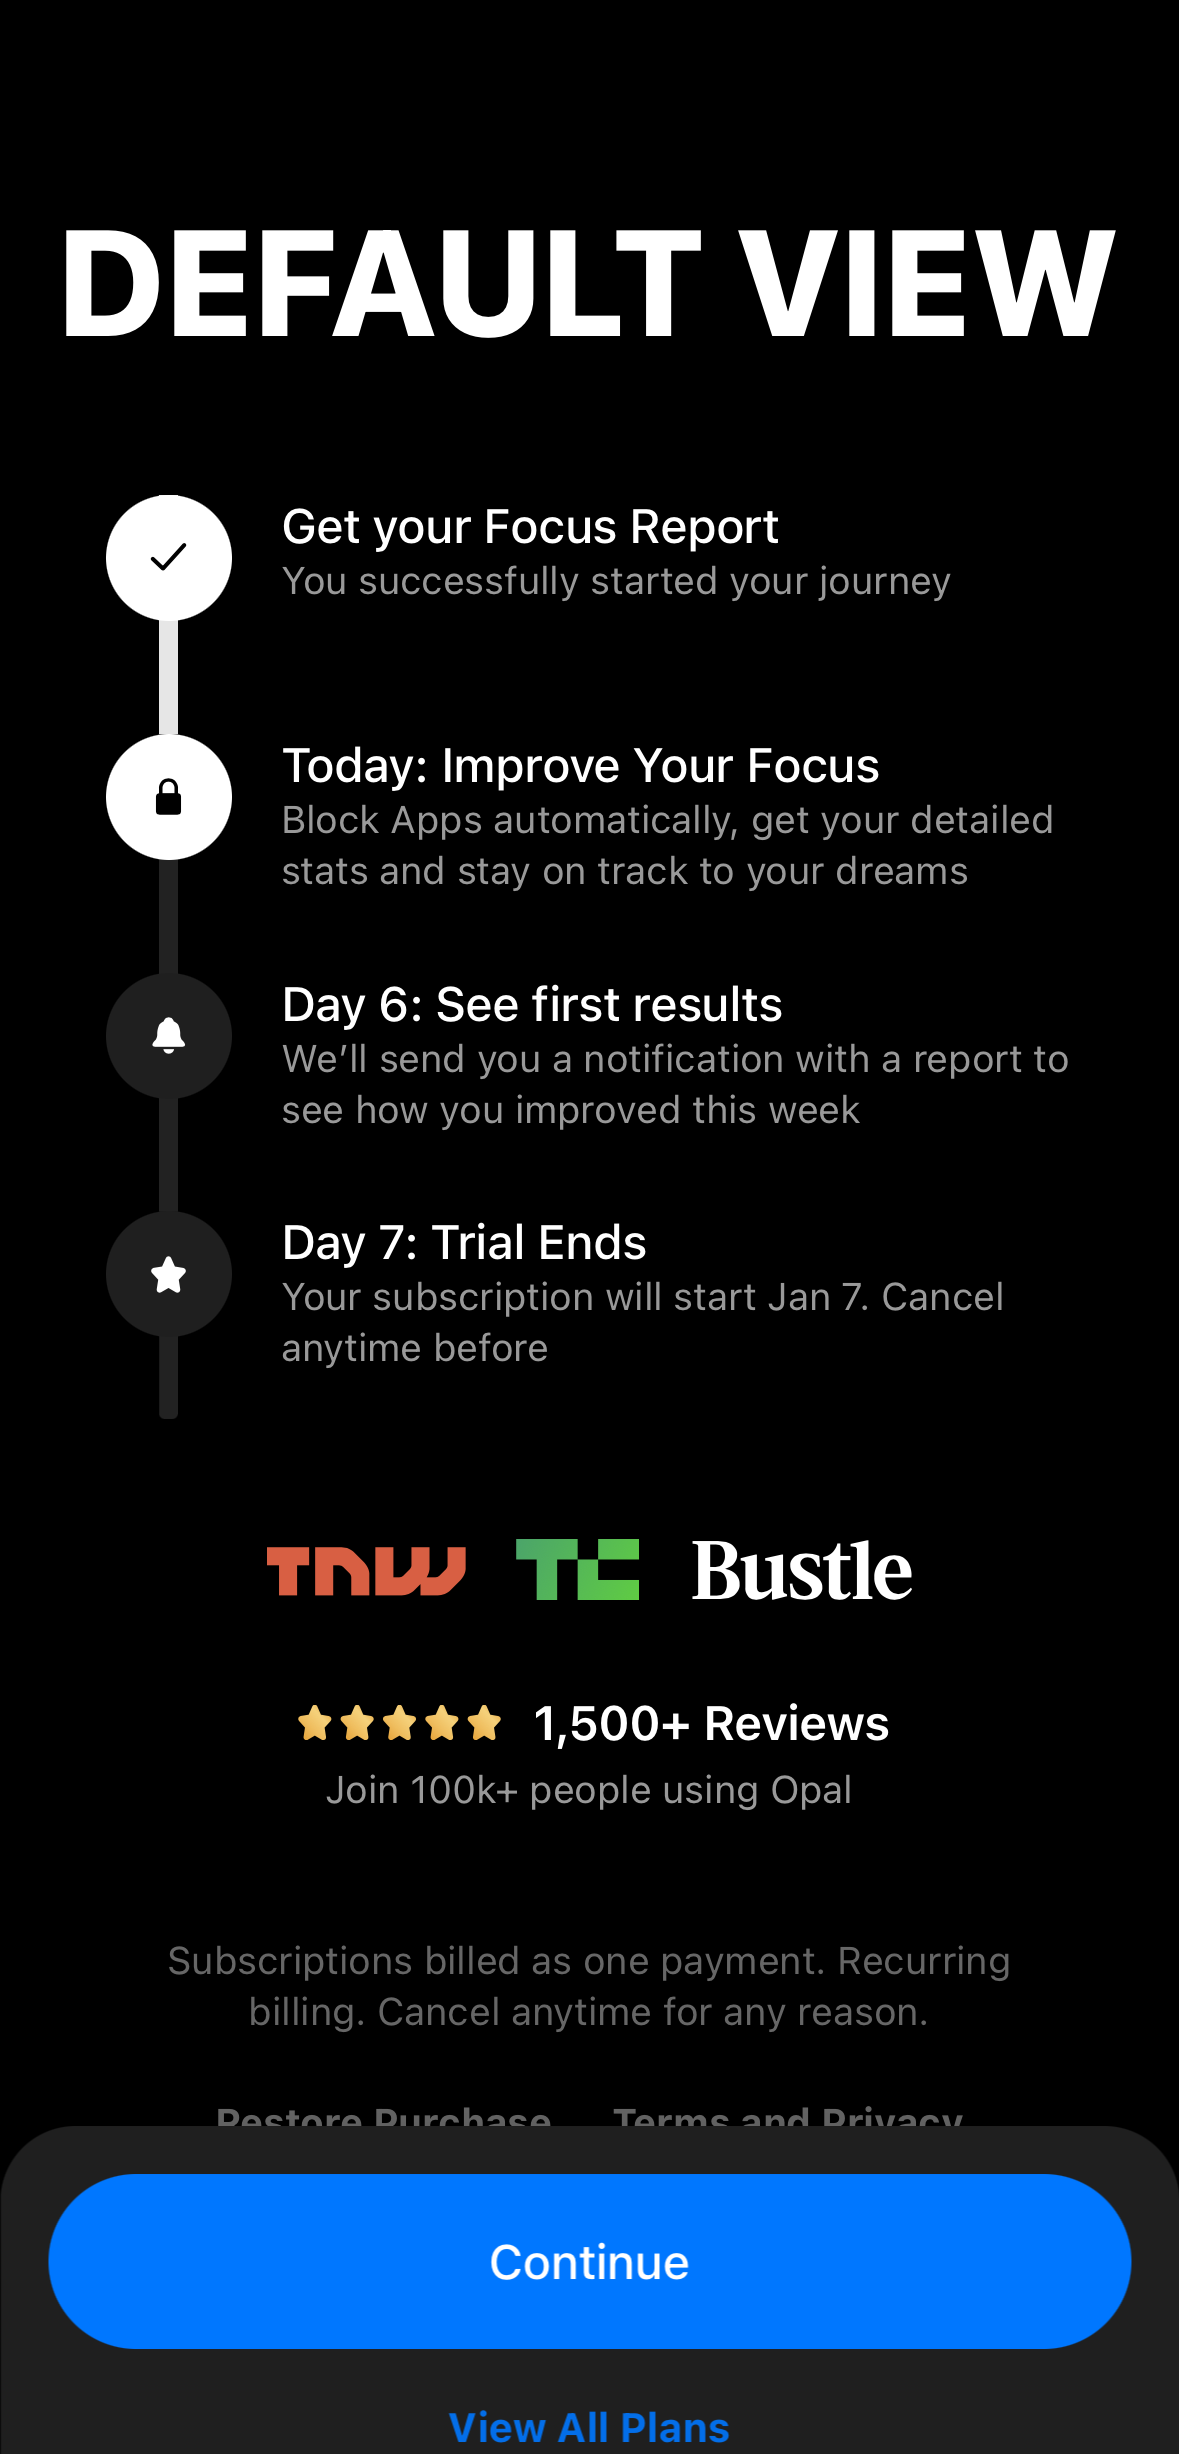 DEFAULT VIEW
Get your Focus Report
You successfully started your journey
Today: Improve Your Focus
Block Apps automatically, get your detailed
stats and stay on track to your dreams
Day 6: See first results
We’ll send you a notification with a report to
see how you improved this week
Day 7: Trial Ends
Your subscription will start Jan 7. Cancel
anytime before
TNW TC Bustle
1,500+ Reviews
Join 100k+ people using Opal
Subscriptions billed as one payment. Recurring
billing. Cancel anytime for any reason.
Restore Purchase Terms and Privacy
Continue
View All Plans